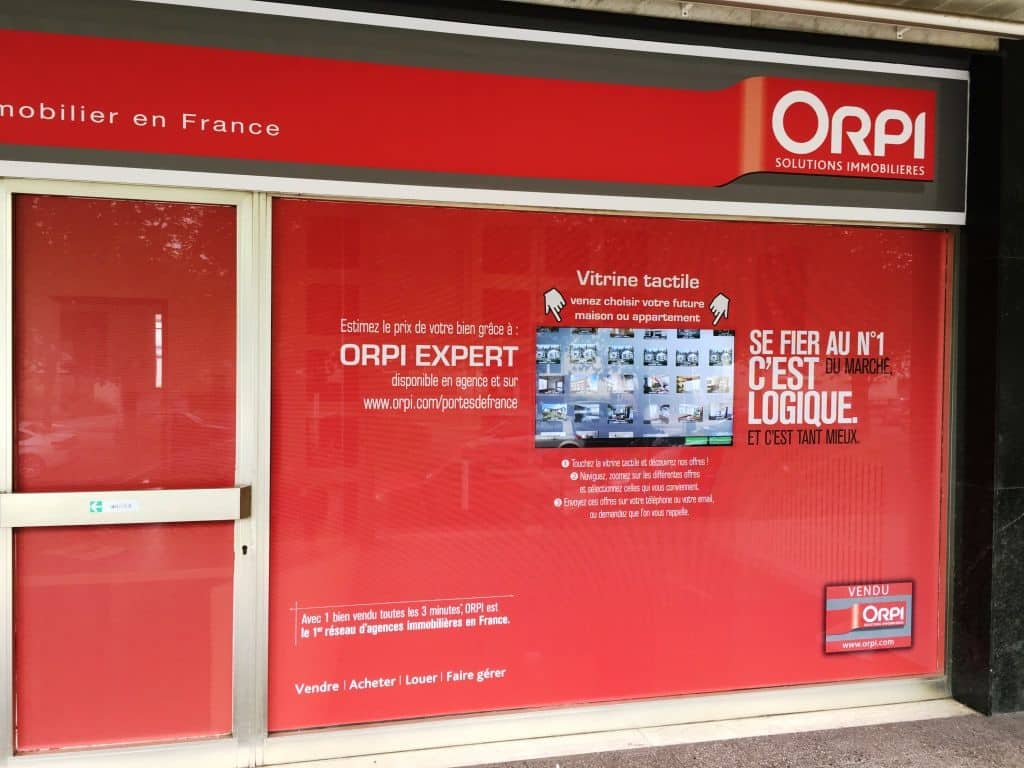 mobilier en France
ORPI
SOLUTIONS IMMOBILIERES
Vitrine tactile
venez choisir votre future
maison ou appartement
Estimez le prix de votre bien grâce à :
ORPI EXPERT
disponible en agence et sur
www.orpi.com/portesdefrance
SE FIER AU N°1
DU MARCHÉ,
C'EST
LOGIQUE.
ET C'EST TANT MIEUX.
1 Touchez la vitrine tactile et découvrez nos offres !
2 Naviguez, zoomez sur les différentes offres
et sélectionnez celles qui vous conviennent.
3 Envoyez ces offres sur votre téléphone ou votre email,
ou demandez que l'on vous rappelle.
Avec 1 bien vendu toutes les 3 minutes*, ORPI est
le 1er réseau d'agences immobilières en France.
Vendre | Acheter | Louer | Faire gérer
VENDU
ORPI
SOLUTIONS IMMOBILIERES
www.orpi.com